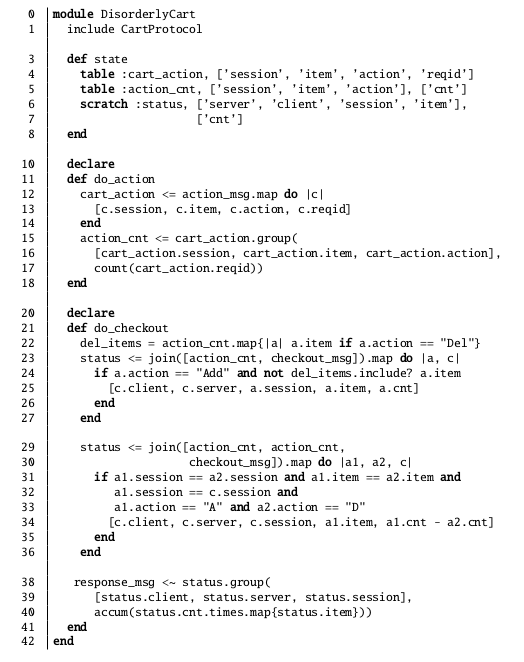 0 module DisorderlyCart
1   include CartProtocol
3   def state
4     table :cart_action, ['session', 'item', 'action', 'reqid']
5     table :action_cnt, ['session', 'item', 'action'], ['cnt']
6     scratch :status, ['server', 'client', 'session', 'item'],
7                      ['cnt']
8   end
10   declare
11   def do_action
12     cart_action <= action_msg.map do |c|
13       [c.session, c.item, c.action, c.reqid]
14     end
15     action_cnt <= cart_action.group(
16       [cart_action.session, cart_action.item, cart_action.action],
17       count(cart_action.reqid))
18   end
20   declare
21   def do_checkout
22     del_items = action_cnt.map{|a| a.item if a.action == "Del"}
23     status <= join([action_cnt, checkout_msg]).map do |a, c|
24       if a.action == "Add" and not del_items.include? a.item
25         [c.client, c.server, a.session, a.item, a.cnt]
26       end
27     end
29     status <= join([action_cnt, action_cnt,
30                     checkout_msg]).map do |a1, a2, c|
31       if a1.session == a2.session and a1.item == a2.item and
32          a1.session == c.session and
33          a1.action == "A" and a2.action == "D"
34         [c.client, c.server, c.session, a1.item, a1.cnt - a2.cnt]
35       end
36     end
38    response_msg <~ status.group(
39       [status.client, status.server, status.session],
40       accum(status.cnt.times.map{status.item}))
41   end
42 end